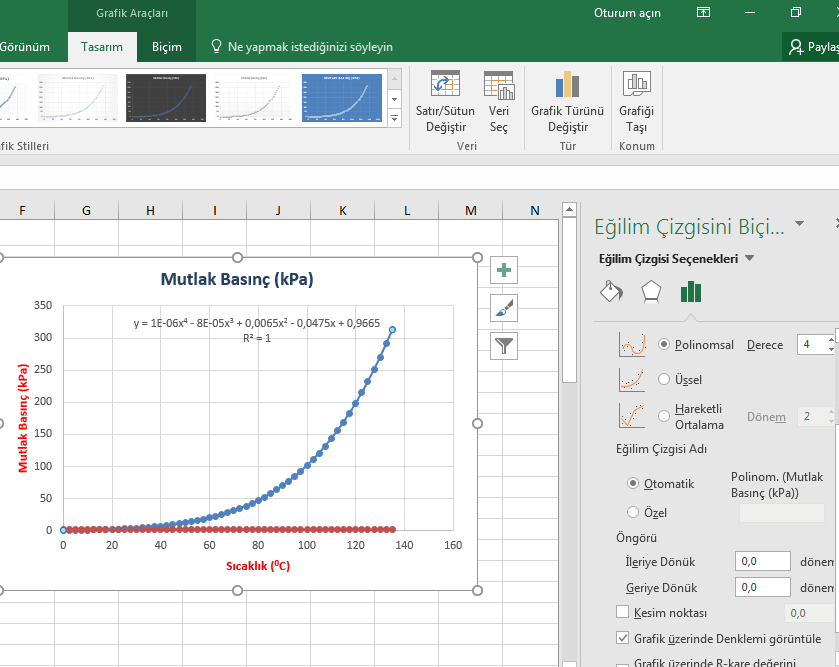 Grafik Araçları
Oturum açın
Görünüm
Tasarım
Biçim
Ne yapmak istediğinizi söyleyin
Paylaş
Satır/Sütun
Değiştir
Veri
Seç
Grafik Türünü
Değiştir
Grafiği
Taşı
fik Stilleri
Veri
Tür
Konum
F G H I J K L M N
Eğilim Çizgisini Biçi...
Eğilim Çizgisi Seçenekleri
Mutlak Basınç (kPa)
y = 1E-06x⁴ - 8E-05x³ + 0,0065x² - 0,0475x + 0,9665
R² = 1
350
300
250
200
150
100
50
0
Mutlak Basınç (kPa)
0 20 40 60 80 100 120 140 160
Sıcaklık (⁰C)
Polinomsal
Derece
4
Üssel
Hareketli
Ortalama
Dönem
2
Eğilim Çizgisi Adı
Otomatik
Polinom. (Mutlak
Basınç (kPa))
Özel
Öngörü
İleriye Dönük
0,0
dönem
Geriye Dönük
0,0
dönem
Kesim noktası
0,0
Grafik üzerinde Denklemi görüntüle
Grafik üzerinde R-kare değerini